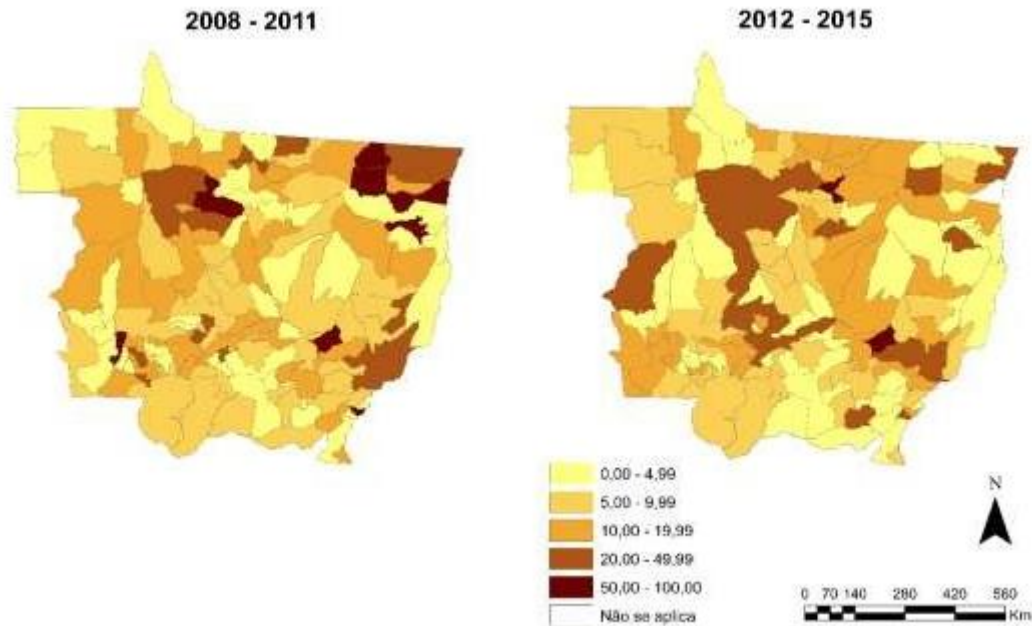 2008 - 2011
2012 - 2015
0,00 - 4,99
5,00 - 9,99
10,00 - 19,99
20,00 - 49,99
50,00 - 100,00
Não se aplica
N
0 70 140 280 420 560
Km